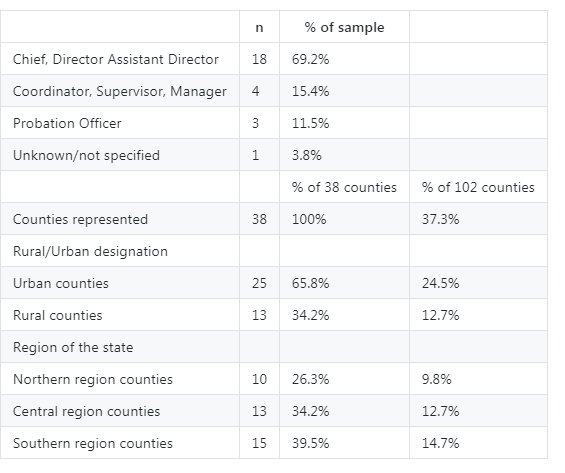 n % of sample
Chief, Director Assistant Director 18 69.2%
Coordinator, Supervisor, Manager 4 15.4%
Probation Officer 3 11.5%
Unknown/not specified 1 3.8%
% of 38 counties % of 102 counties
Counties represented 38 100% 37.3%
Rural/Urban designation
Urban counties 25 65.8% 24.5%
Rural counties 13 34.2% 12.7%
Region of the state
Northern region counties 10 26.3% 9.8%
Central region counties 13 34.2% 12.7%
Southern region counties 15 39.5% 14.7%